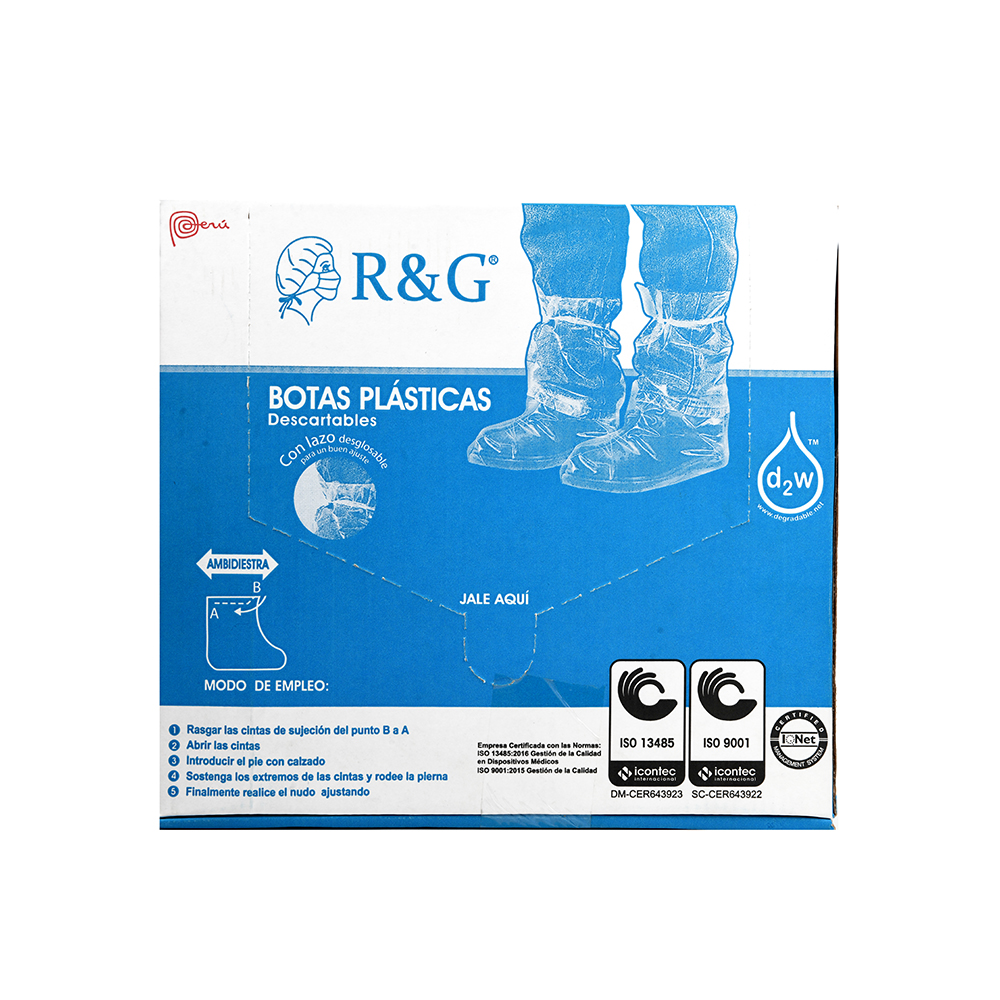 Perú
R&G®
BOTAS PLÁSTICAS
Descartables
Con lazo desglosable
para un buen ajuste
d2w™
www.degradable.net
AMBIDIESTRA
B
A
JALE AQUÍ
MODO DE EMPLEO:
1 Rasgar las cintas de sujeción del punto B a A
2 Abrir las cintas
3 Introducir el pie con calzado
4 Sostenga los extremos de las cintas y rodee la pierna
5 Finalmente realice el nudo ajustando
Empresa Certificada con las Normas:
ISO 13485:2016 Gestión de la Calidad
en Dispositivos Médicos
ISO 9001:2015 Gestión de la Calidad
ISO 13485
icontec
internacional
DM-CER643923
ISO 9001
icontec
internacional
SC-CER643922
CERTIFIED
IQNet
MANAGEMENT SYSTEM